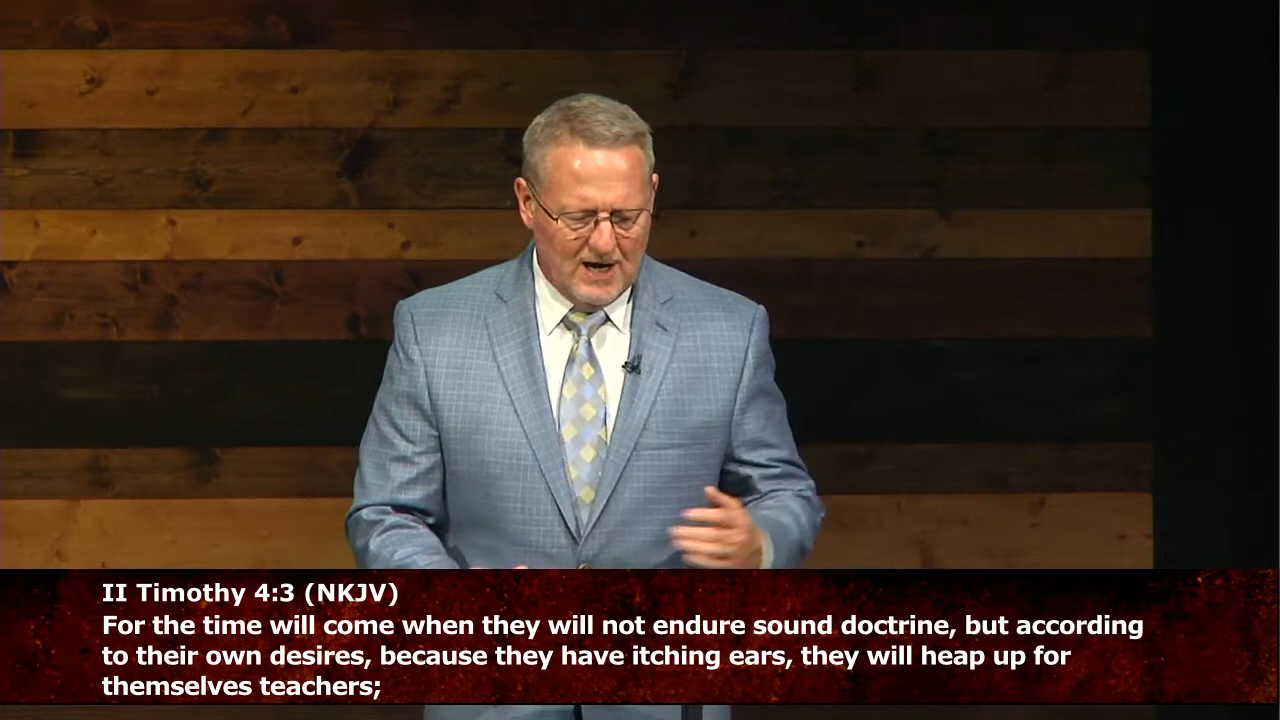 II Timothy 4:3 (NKJV)
For the time will come when they will not endure sound doctrine, but according
to their own desires, because they have itching ears, they will heap up for
themselves teachers;